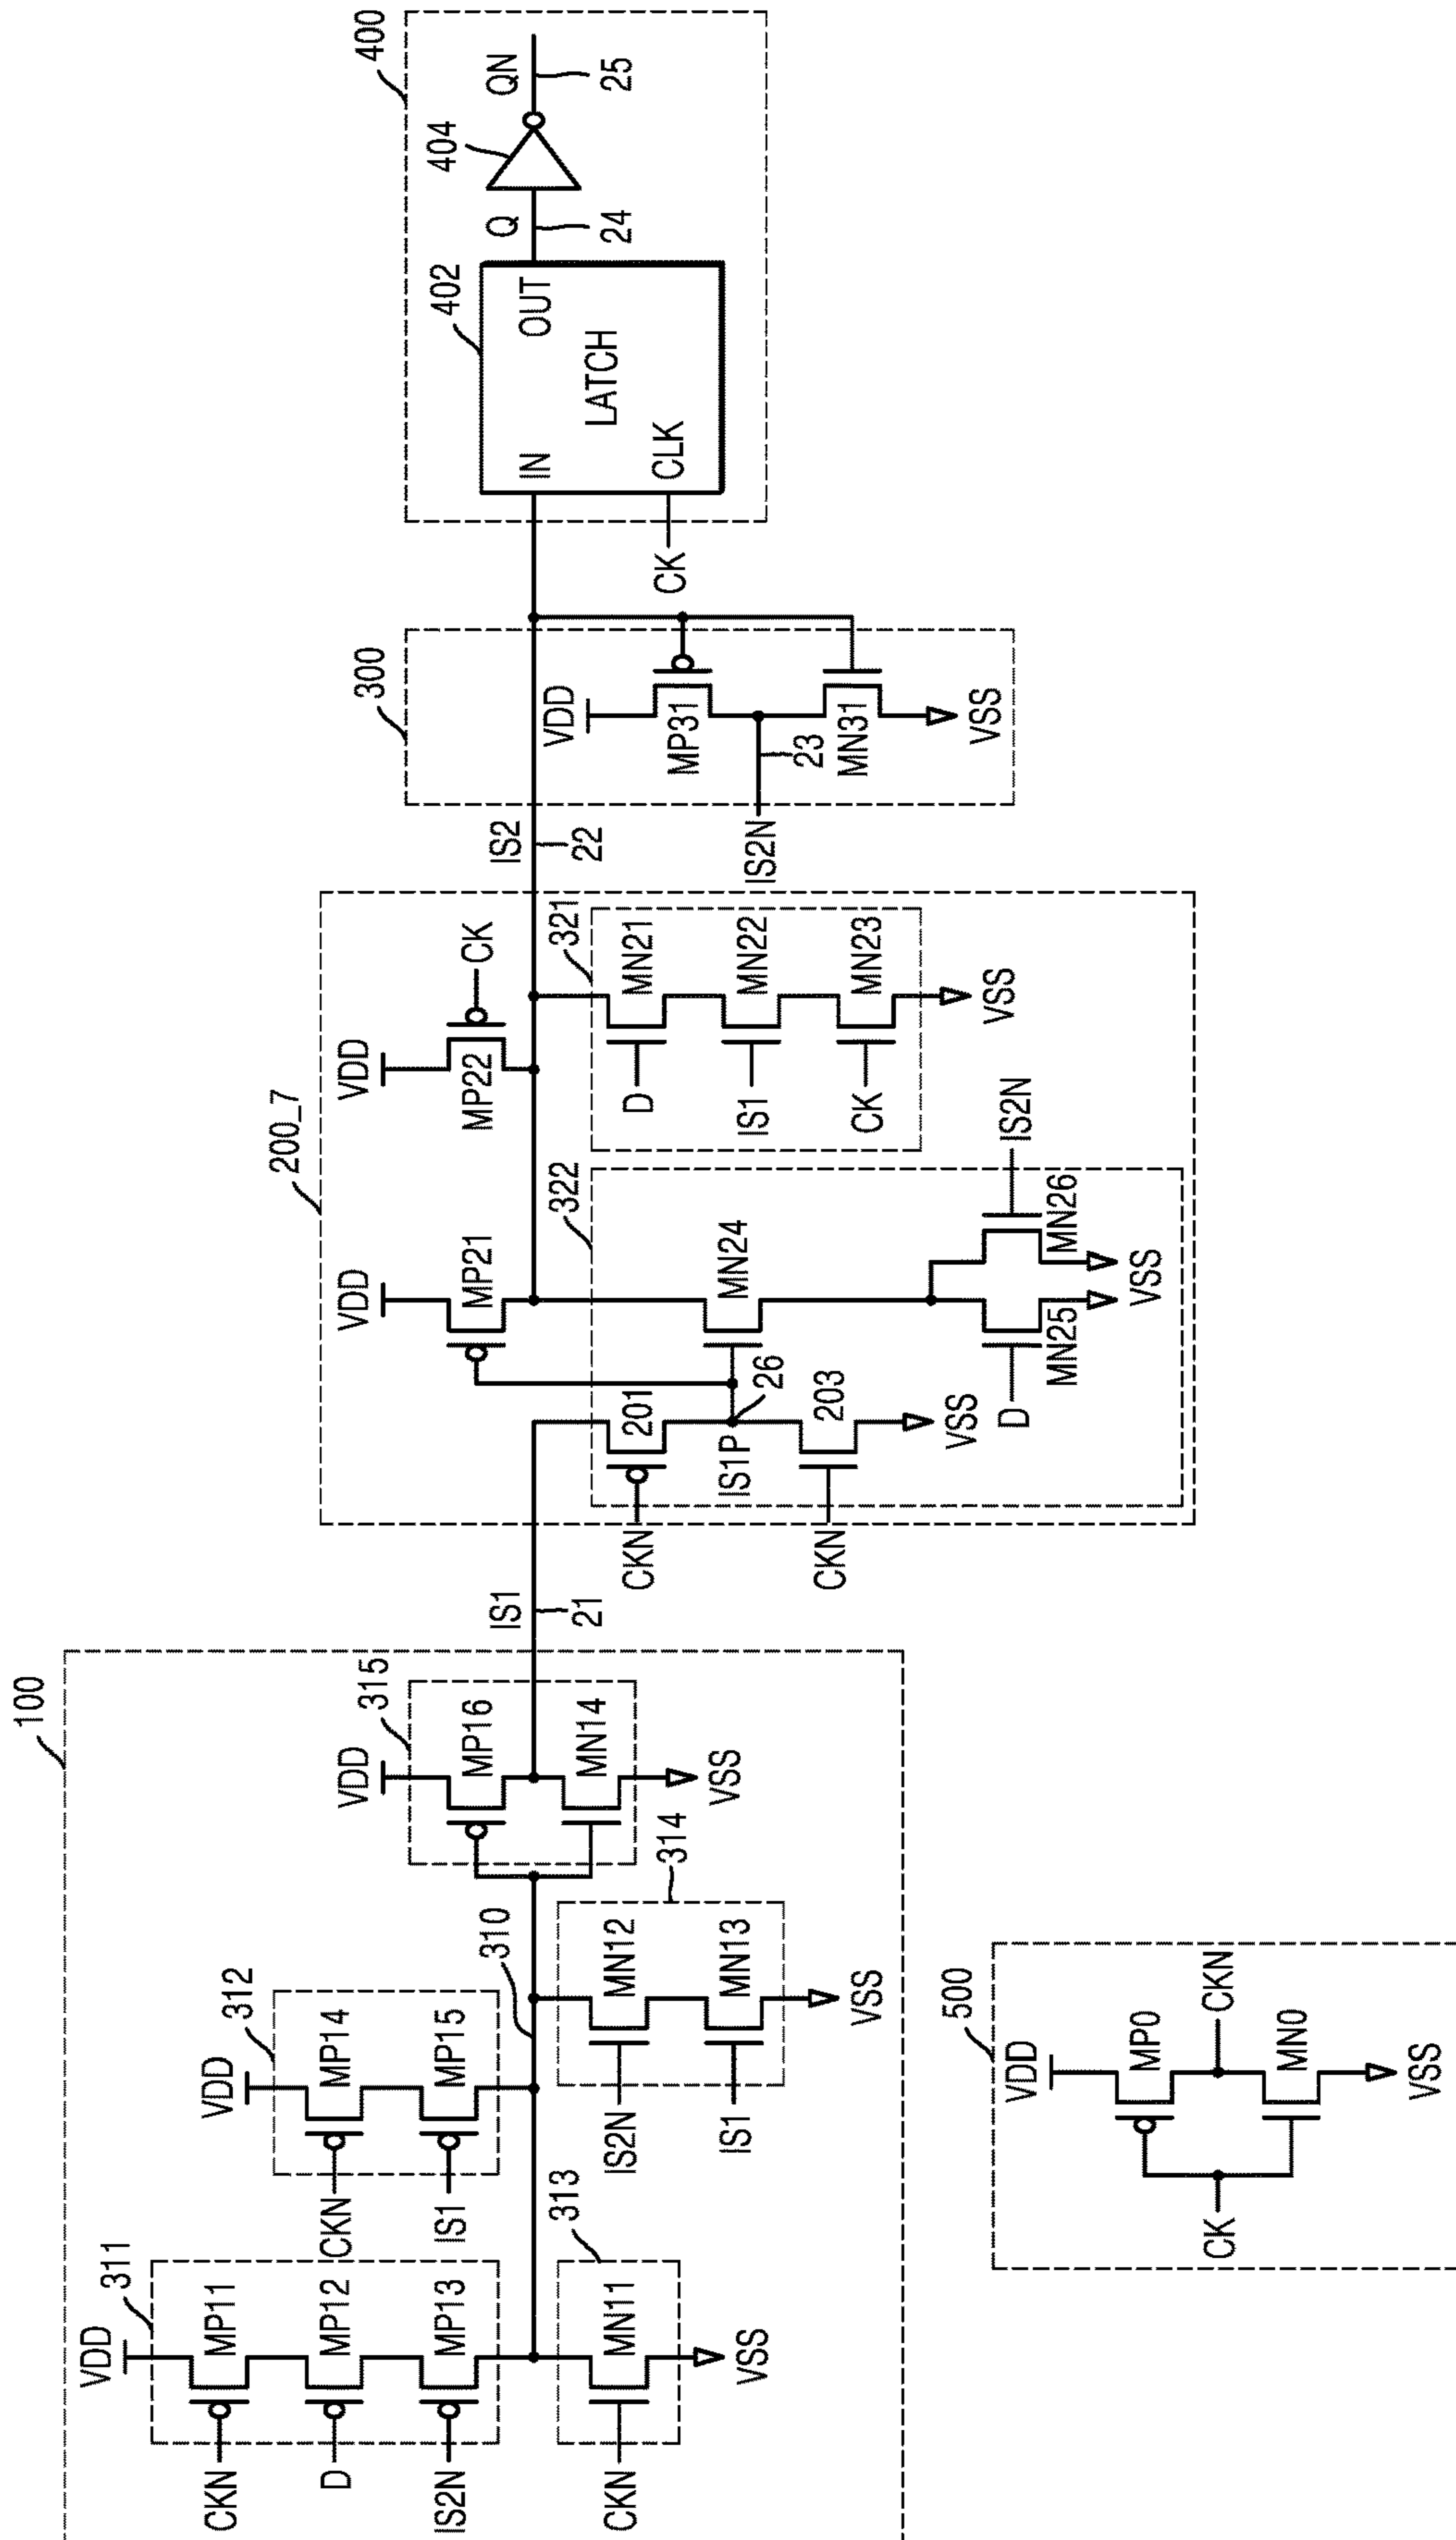 100
311
VDD
MP11
MP12
MP13
CKN
D
IS2N
313
MN11
CKN
VSS
312
VDD
MP14
MP15
CKN
IS1
310
314
MN12
MN13
IS2N
IS1
VSS
315
VDD
MP16
MN14
VSS
IS1
21
500
VDD
MP0
MN0
CK
CKN
VSS
200_7
VDD
MP21
VDD
MP22
CK
322
201
CKN
IS1P
26
203
CKN
VSS
MN24
MN25
D
MN26
IS2N
VSS
321
MN21
MN22
MN23
D
IS1
CK
VSS
IS2
22
300
VDD
MP31
23
MN31
IS2N
VSS
400
402
IN
OUT
LATCH
CLK
CK
Q
24
404
QN
25